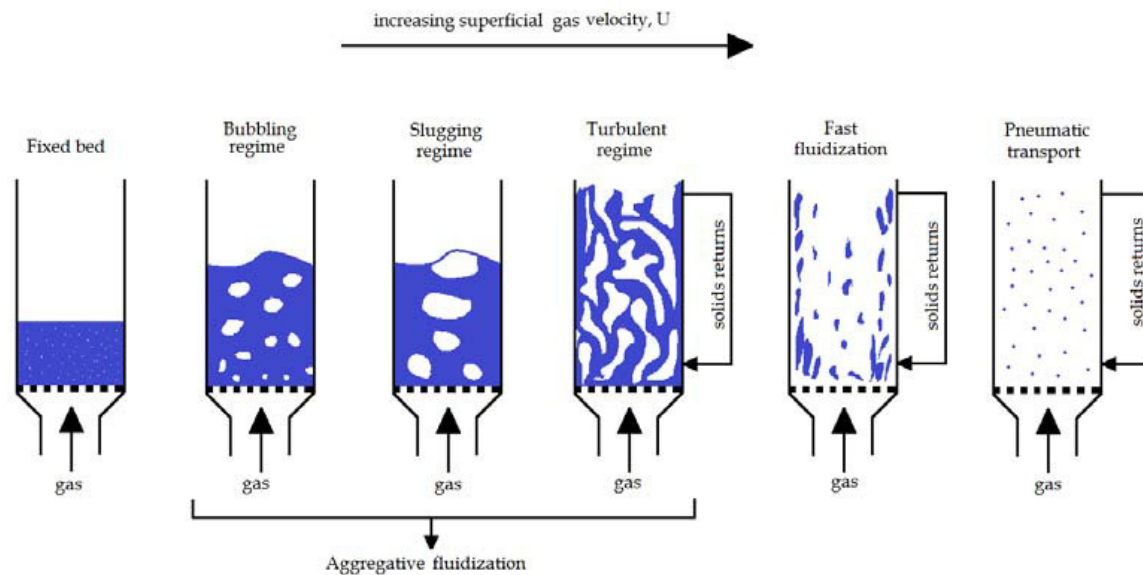 increasing superficial gas velocity, U
Fixed bed
Bubbling
regime
Slugging
regime
Turbulent
regime
Fast
fluidization
Pneumatic
transport
solids returns
solids returns
solids returns
gas
gas
gas
gas
gas
gas
Aggregative fluidization